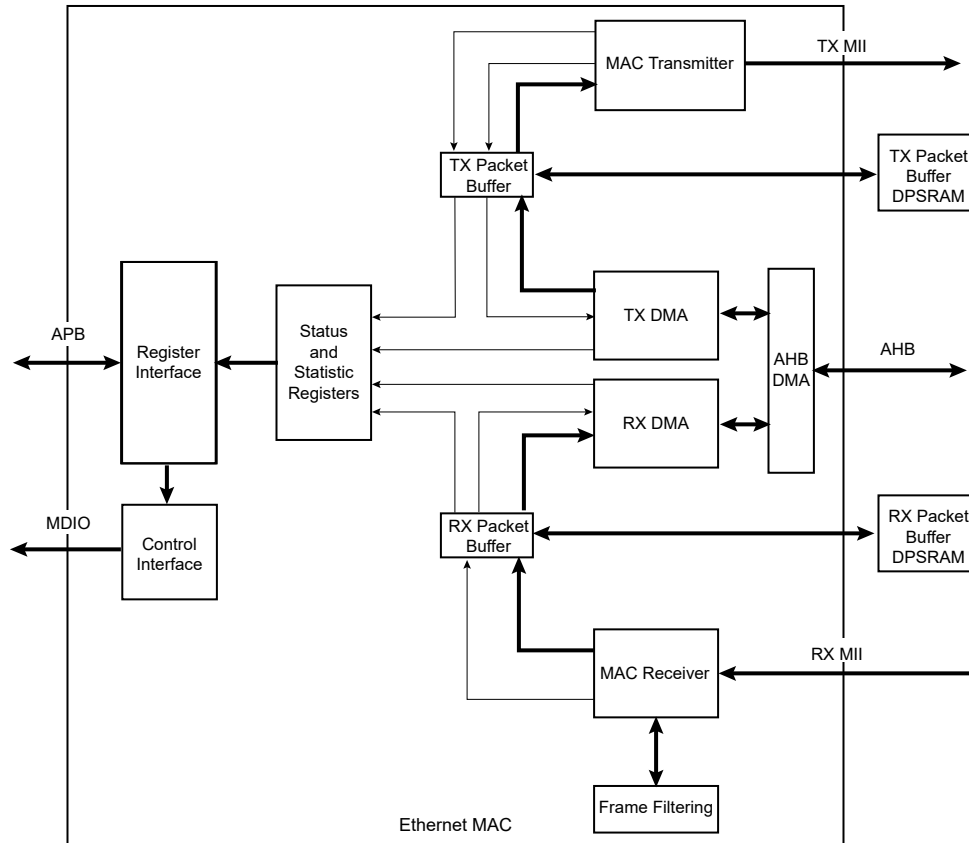 TX MII
MAC Transmitter
TX Packet
Buffer
TX Packet
Buffer
DPSRAM
APB
Register
Interface
Status
and
Statistic
Registers
TX DMA
AHB
DMA
AHB
RX DMA
MDIO
Control
Interface
RX Packet
Buffer
RX Packet
Buffer
DPSRAM
MAC Receiver
RX MII
Frame Filtering
Ethernet MAC